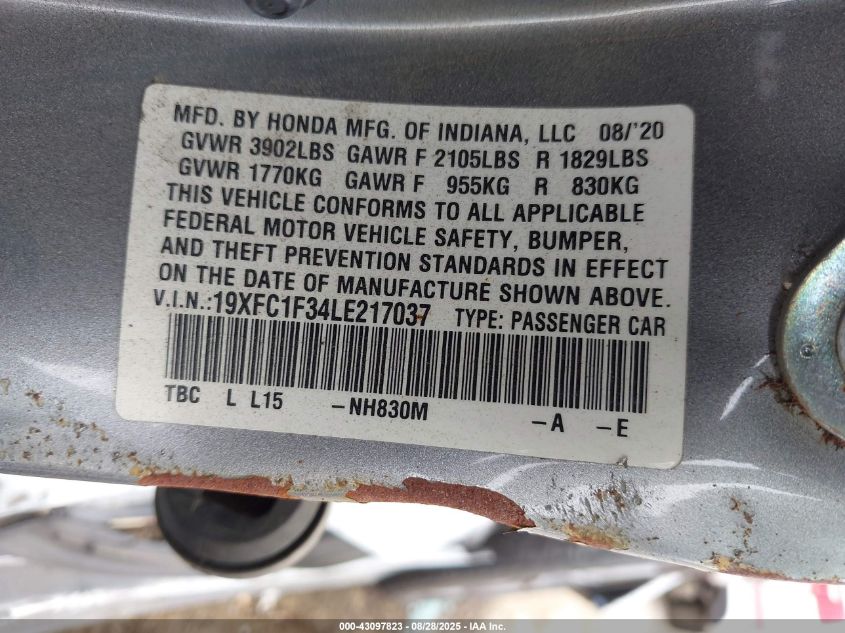 MFD. BY HONDA MFG. OF INDIANA, LLC 08/'20
GVWR 3902LBS GAWR F 2105LBS R 1829LBS
GVWR 1770KG GAWR F 955KG R 830KG
THIS VEHICLE CONFORMS TO ALL APPLICABLE
FEDERAL MOTOR VEHICLE SAFETY, BUMPER,
AND THEFT PREVENTION STANDARDS IN EFFECT
ON THE DATE OF MANUFACTURE SHOWN ABOVE.
V.I.N.:19XFC1F34LE217037 TYPE: PASSENGER CAR
TBC L L15 -NH830M -A -E
000-43097823 - 08/28/2025 - IAA Inc.